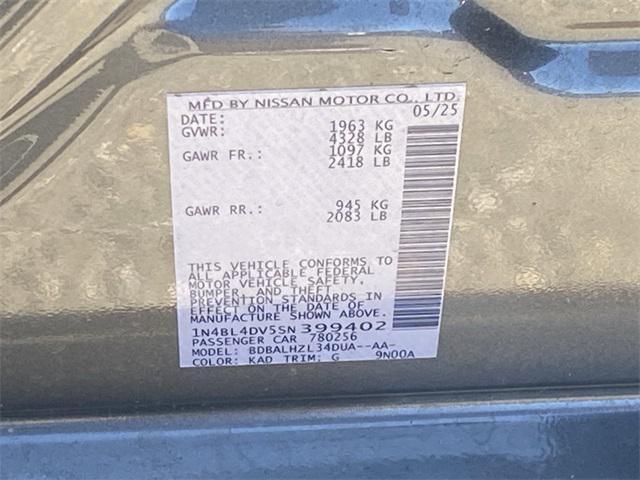 MFD BY NISSAN MOTOR CO., LTD.
DATE: 05/25
GVWR: 1963 KG
4328 LB
GAWR FR.: 1097 KG
2418 LB
GAWR RR.: 945 KG
2083 LB
THIS VEHICLE CONFORMS TO
ALL APPLICABLE FEDERAL
MOTOR VEHICLE SAFETY,
BUMPER AND THEFT
PREVENTION STANDARDS IN
EFFECT ON THE DATE OF
MANUFACTURE SHOWN ABOVE.
1N4BL4DV5SN399402
PASSENGER CAR 780256
MODEL: BDBALHZL34DUA--AA-
COLOR: KAD TRIM: G 9N00A